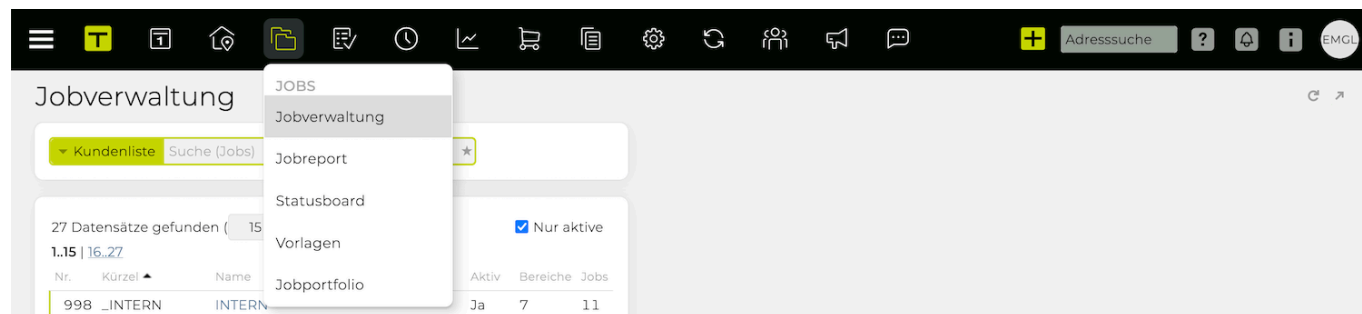 T 1 Adresssuche ? i EMGL
Jobverwaltung
JOBS
Jobverwaltung
Jobreport
Statusboard
Vorlagen
Jobportfolio
Kundenliste Suche (Jobs)
27 Datensätze gefunden ( 15 Nur aktive
1..15 | 16..27
Nr. Kürzel Name Aktiv Bereiche Jobs
998 _INTERN INTERN Ja 7 11